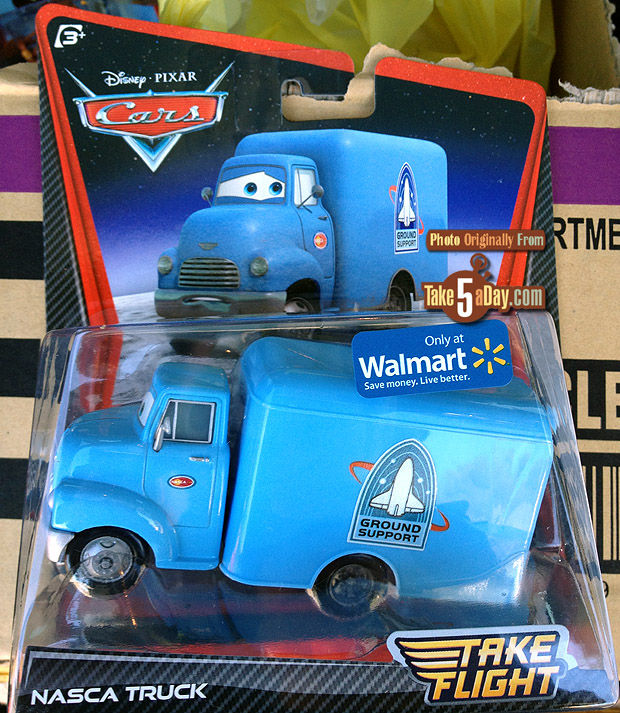 3+
Disney · PIXAR
Cars
GROUND
SUPPORT
Photo Originally From
Take5aDay.com
RTME
Only at
Walmart
Save money. Live better.
GROUND
SUPPORT
TAKE
FLIGHT
NASCA TRUCK